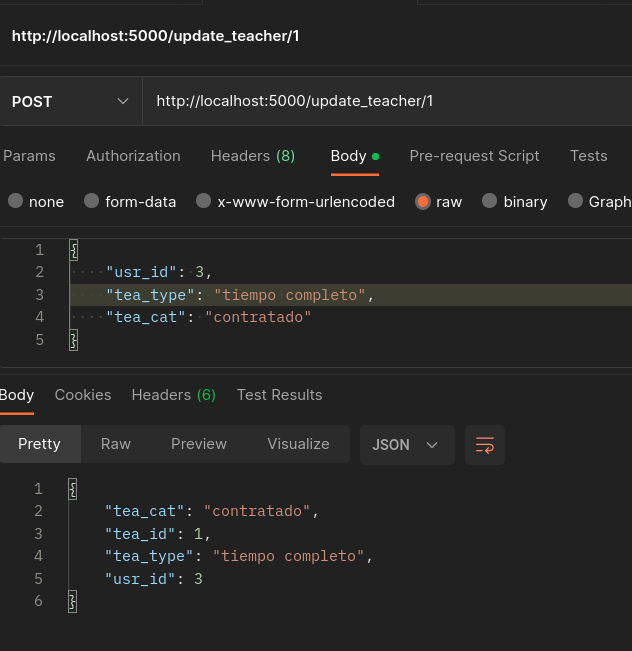 http://localhost:5000/update_teacher/1
POST http://localhost:5000/update_teacher/1
Params Authorization Headers (8) Body Pre-request Script Tests
none form-data x-www-form-urlencoded raw binary Graph
1 {
2 "usr_id": 3,
3 "tea_type": "tiempo completo",
4 "tea_cat": "contratado"
5 }
Body Cookies Headers (6) Test Results
Pretty Raw Preview Visualize JSON
1 {
2 "tea_cat": "contratado",
3 "tea_id": 1,
4 "tea_type": "tiempo completo",
5 "usr_id": 3
6 }